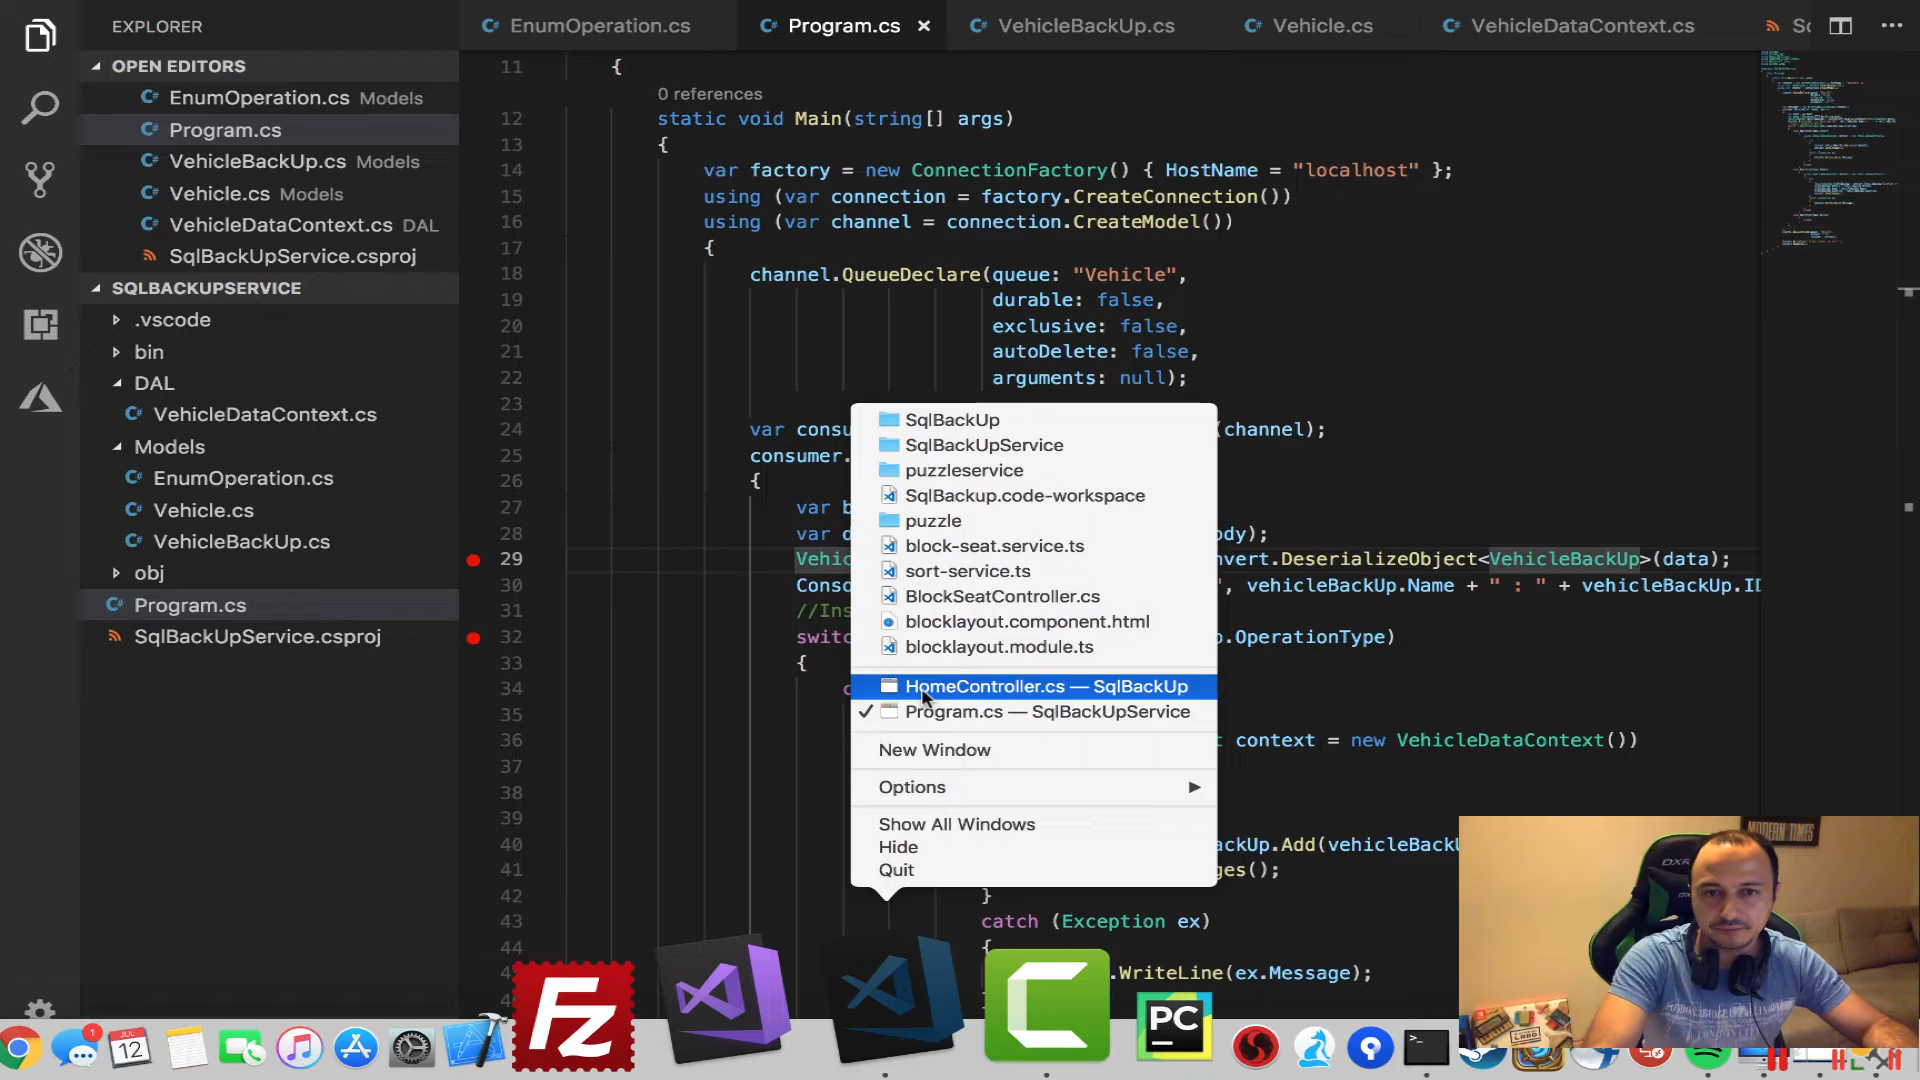 EXPLORER
OPEN EDITORS
EnumOperation.cs Models
Program.cs
VehicleBackUp.cs Models
Vehicle.cs Models
VehicleDataContext.cs DAL
SqlBackUpService.csproj
SQLBACKUPSERVICE
.vscode
bin
DAL
VehicleDataContext.cs
Models
EnumOperation.cs
Vehicle.cs
VehicleBackUp.cs
obj
Program.cs
SqlBackUpService.csproj
EnumOperation.cs
Program.cs
VehicleBackUp.cs
Vehicle.cs
VehicleDataContext.cs
11 {
0 references
12 static void Main(string[] args)
13 {
14 var factory = new ConnectionFactory() { HostName = "localhost" };
15 using (var connection = factory.CreateConnection())
16 using (var channel = connection.CreateModel())
17 {
18 channel.QueueDeclare(queue: "Vehicle",
19 durable: false,
20 exclusive: false,
21 autoDelete: false,
22 arguments: null);
23
24 var consu (channel);
25 consumer.
26 {
27 var b
28 var d ody);
29 Vehic nvert.DeserializeObject<VehicleBackUp>(data);
30 Conso ", vehicleBackUp.Name + " : " + vehicleBackUp.ID
31 //Ins
32 switc p.OperationType)
33 {
34 c
35
36 t context = new VehicleDataContext())
37
38
39
40 ackUp.Add(vehicleBackU
41 ges();
42 }
43 catch (Exception ex)
44 {
.WriteLine(ex.Message);
SqlBackUp
SqlBackUpService
puzzleservice
SqlBackup.code-workspace
puzzle
block-seat.service.ts
sort-service.ts
BlockSeatController.cs
blocklayout.component.html
blocklayout.module.ts
HomeController.cs — SqlBackUp
✓ Program.cs — SqlBackUpService
New Window
Options
Show All Windows
Hide
Quit
MODERN TIMES
DXR
Fz
PC
1
JUL
12